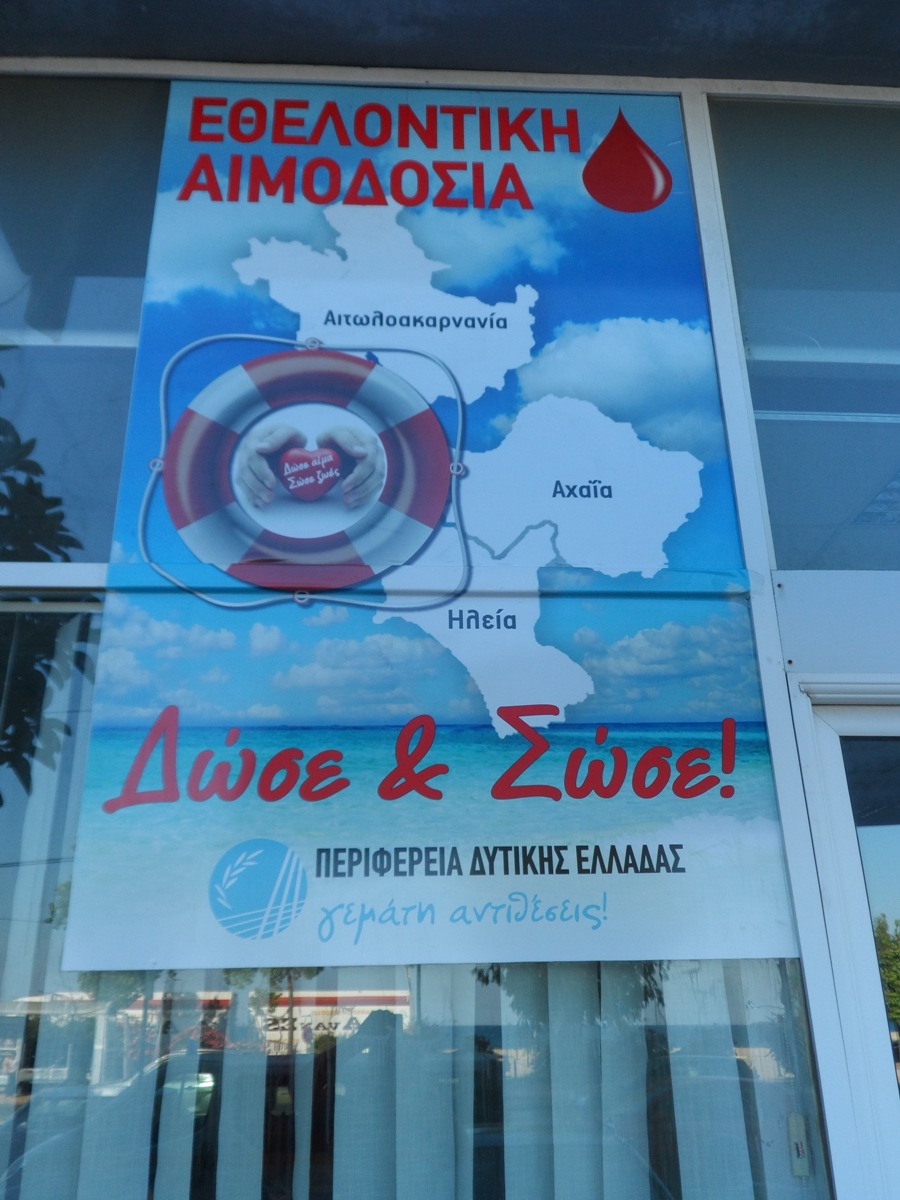 ΕΘΕΛΟΝΤΙΚΗ
ΑΙΜΟΔΟΣΙΑ
Αιτωλοακαρνανία
Δώσε αίμα
Σώσε ζωές
Αχαΐα
Ηλεία
Δώσε & Σώσε!
ΠΕΡΙΦΕΡΕΙΑ ΔΥΤΙΚΗΣ ΕΛΛΑΔΑΣ
γεμάτη αντιθέσεις!